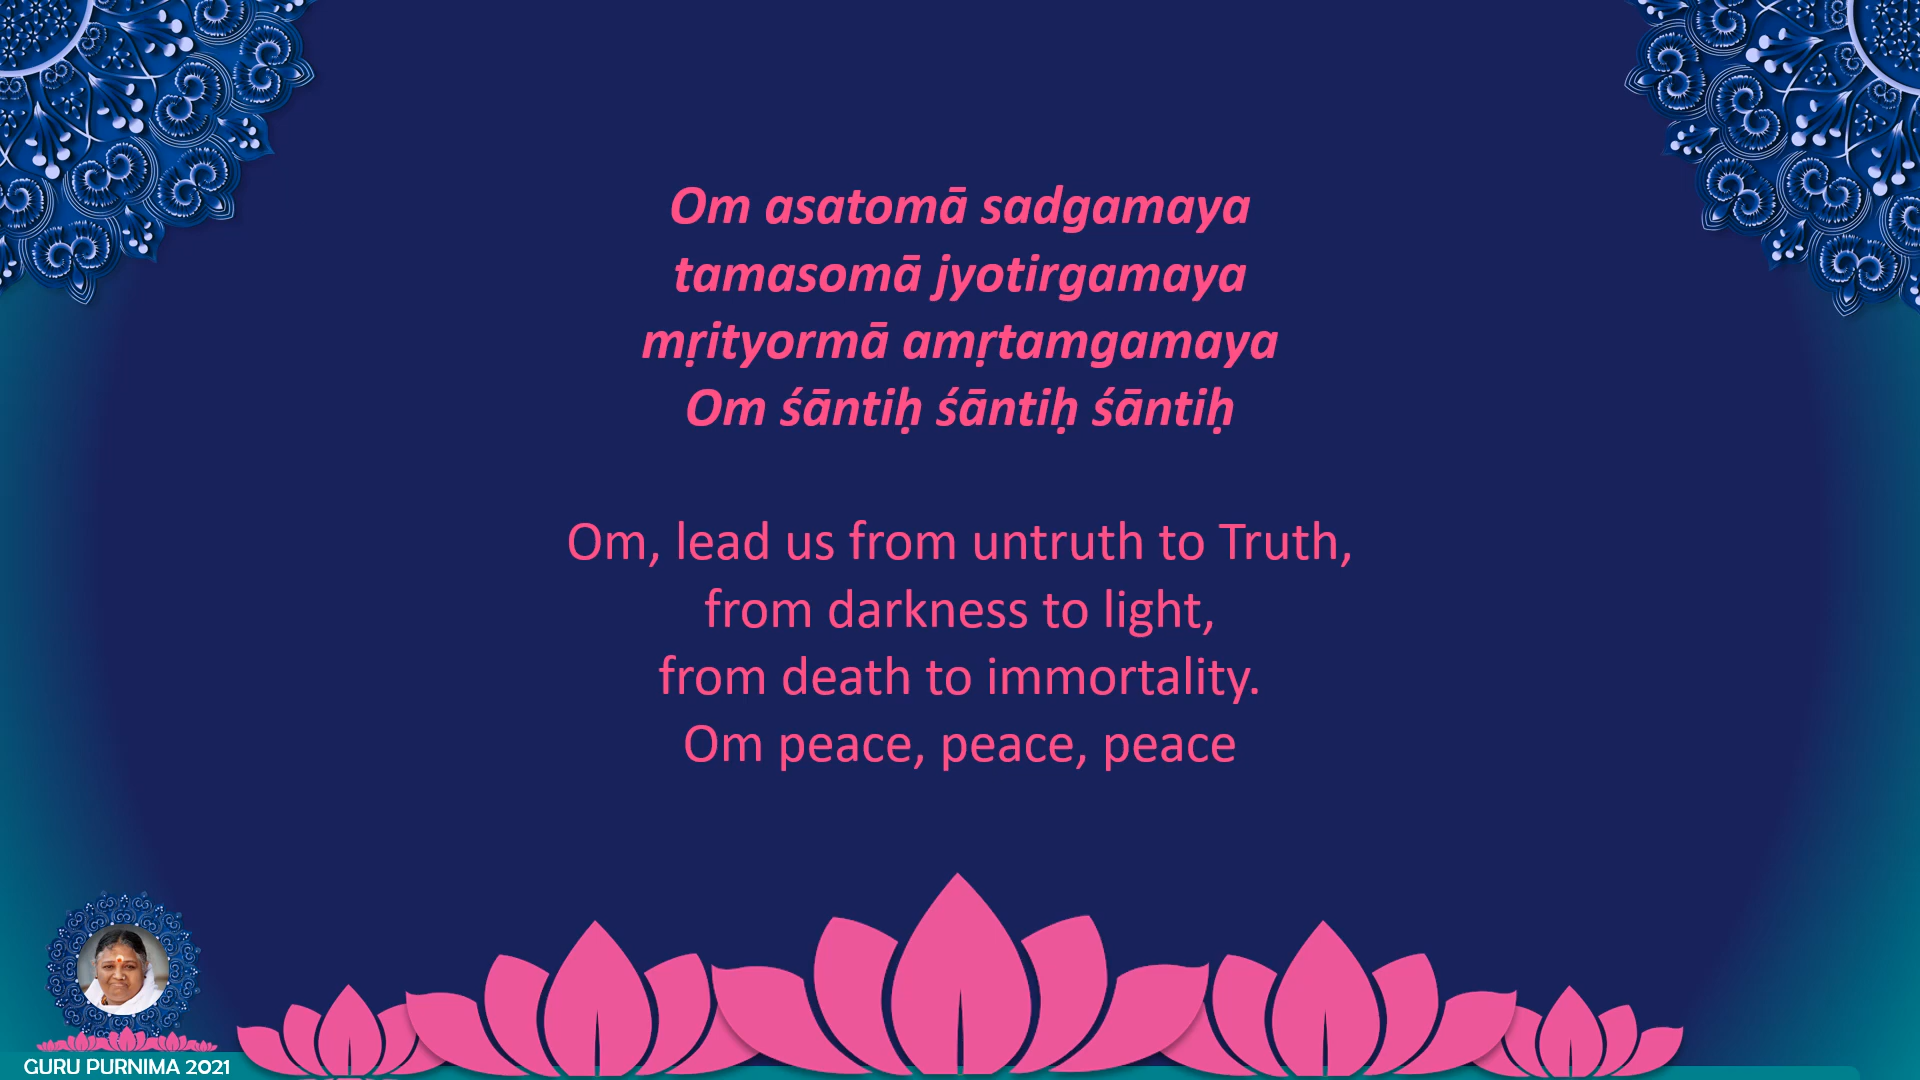 Om asatomā sadgamaya
tamasomā jyotirgamaya
mṛityormā amṛtamgamaya
Om śāntiḥ śāntiḥ śāntiḥ
Om, lead us from untruth to Truth,
from darkness to light,
from death to immortality.
Om peace, peace, peace
GURU PURNIMA 2021